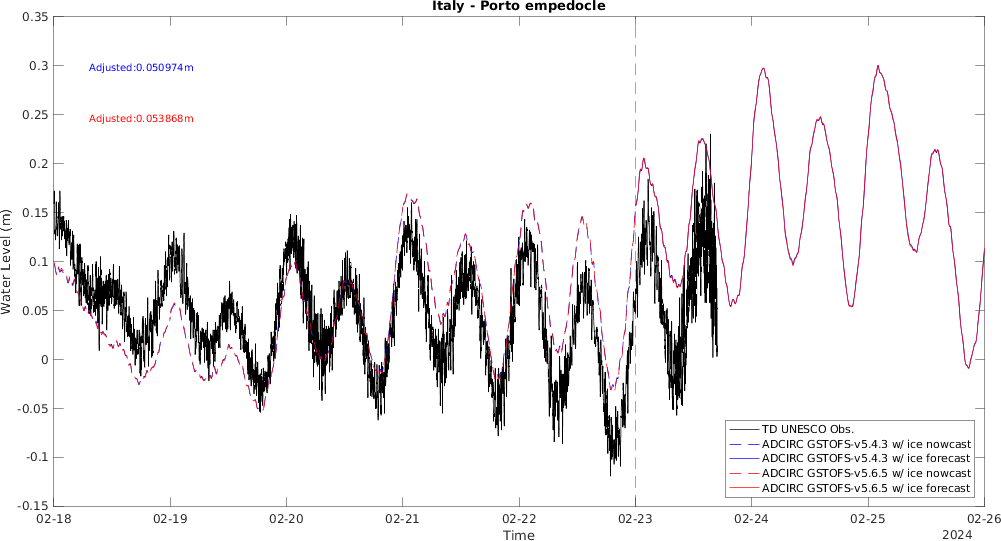 Italy - Porto empedocle
0.35
0.3
0.25
0.2
0.15
0.1
0.05
0
-0.05
-0.1
-0.15
Water Level (m)
Adjusted:0.050974m
Adjusted:0.053868m
TD UNESCO Obs.
ADCIRC GSTOFS-v5.4.3 w/ ice nowcast
ADCIRC GSTOFS-v5.4.3 w/ ice forecast
ADCIRC GSTOFS-v5.6.5 w/ ice nowcast
ADCIRC GSTOFS-v5.6.5 w/ ice forecast
02-18 02-19 02-20 02-21 02-22 02-23 02-24 02-25 02-26
Time
2024